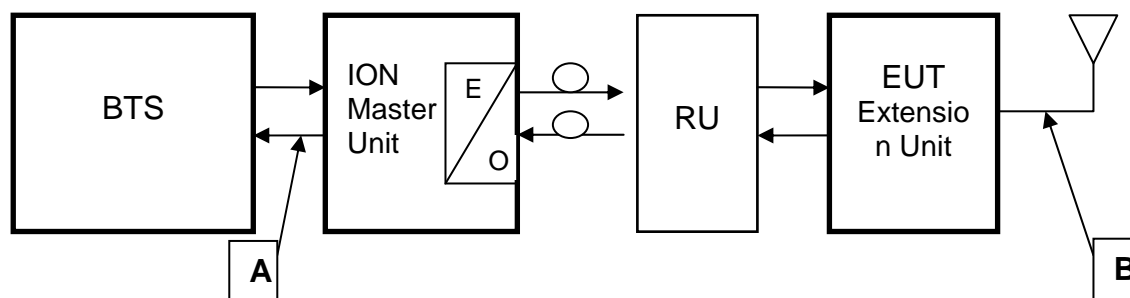 BTS
ION
Master
Unit
E
O
RU
EUT
Extensio
n Unit
A
B